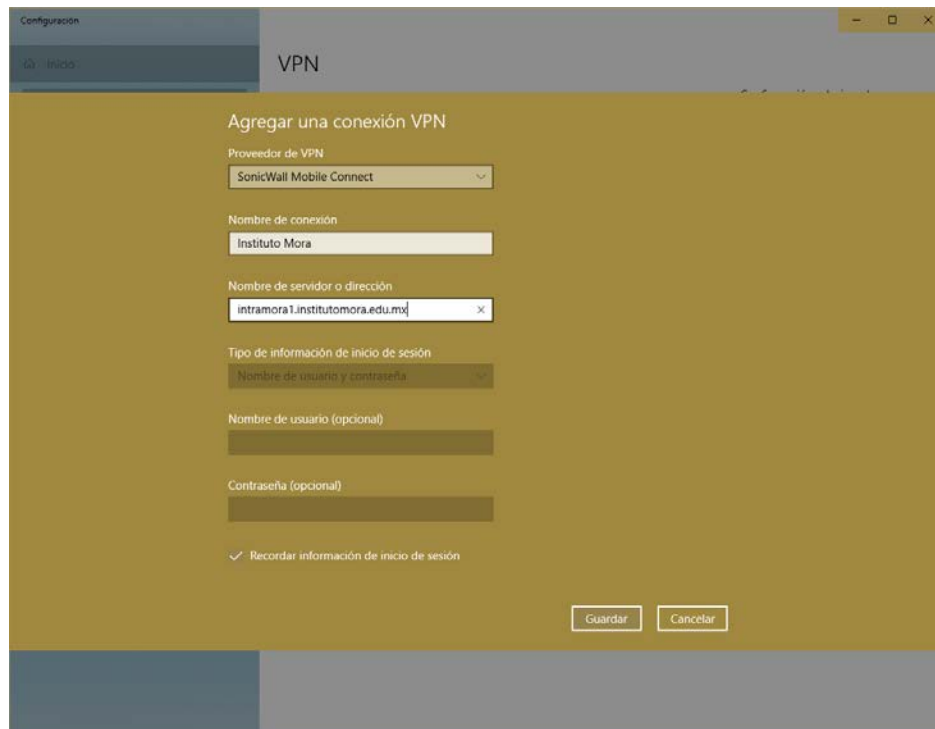 Configuración
Inicio
VPN
Agregar una conexión VPN
Proveedor de VPN
SonicWall Mobile Connect
Nombre de conexión
Instituto Mora
Nombre de servidor o dirección
intramora1.institutomora.edu.mx
Tipo de información de inicio de sesión
Nombre de usuario y contraseña
Nombre de usuario (opcional)
Contraseña (opcional)
Recordar información de inicio de sesión
Guardar
Cancelar